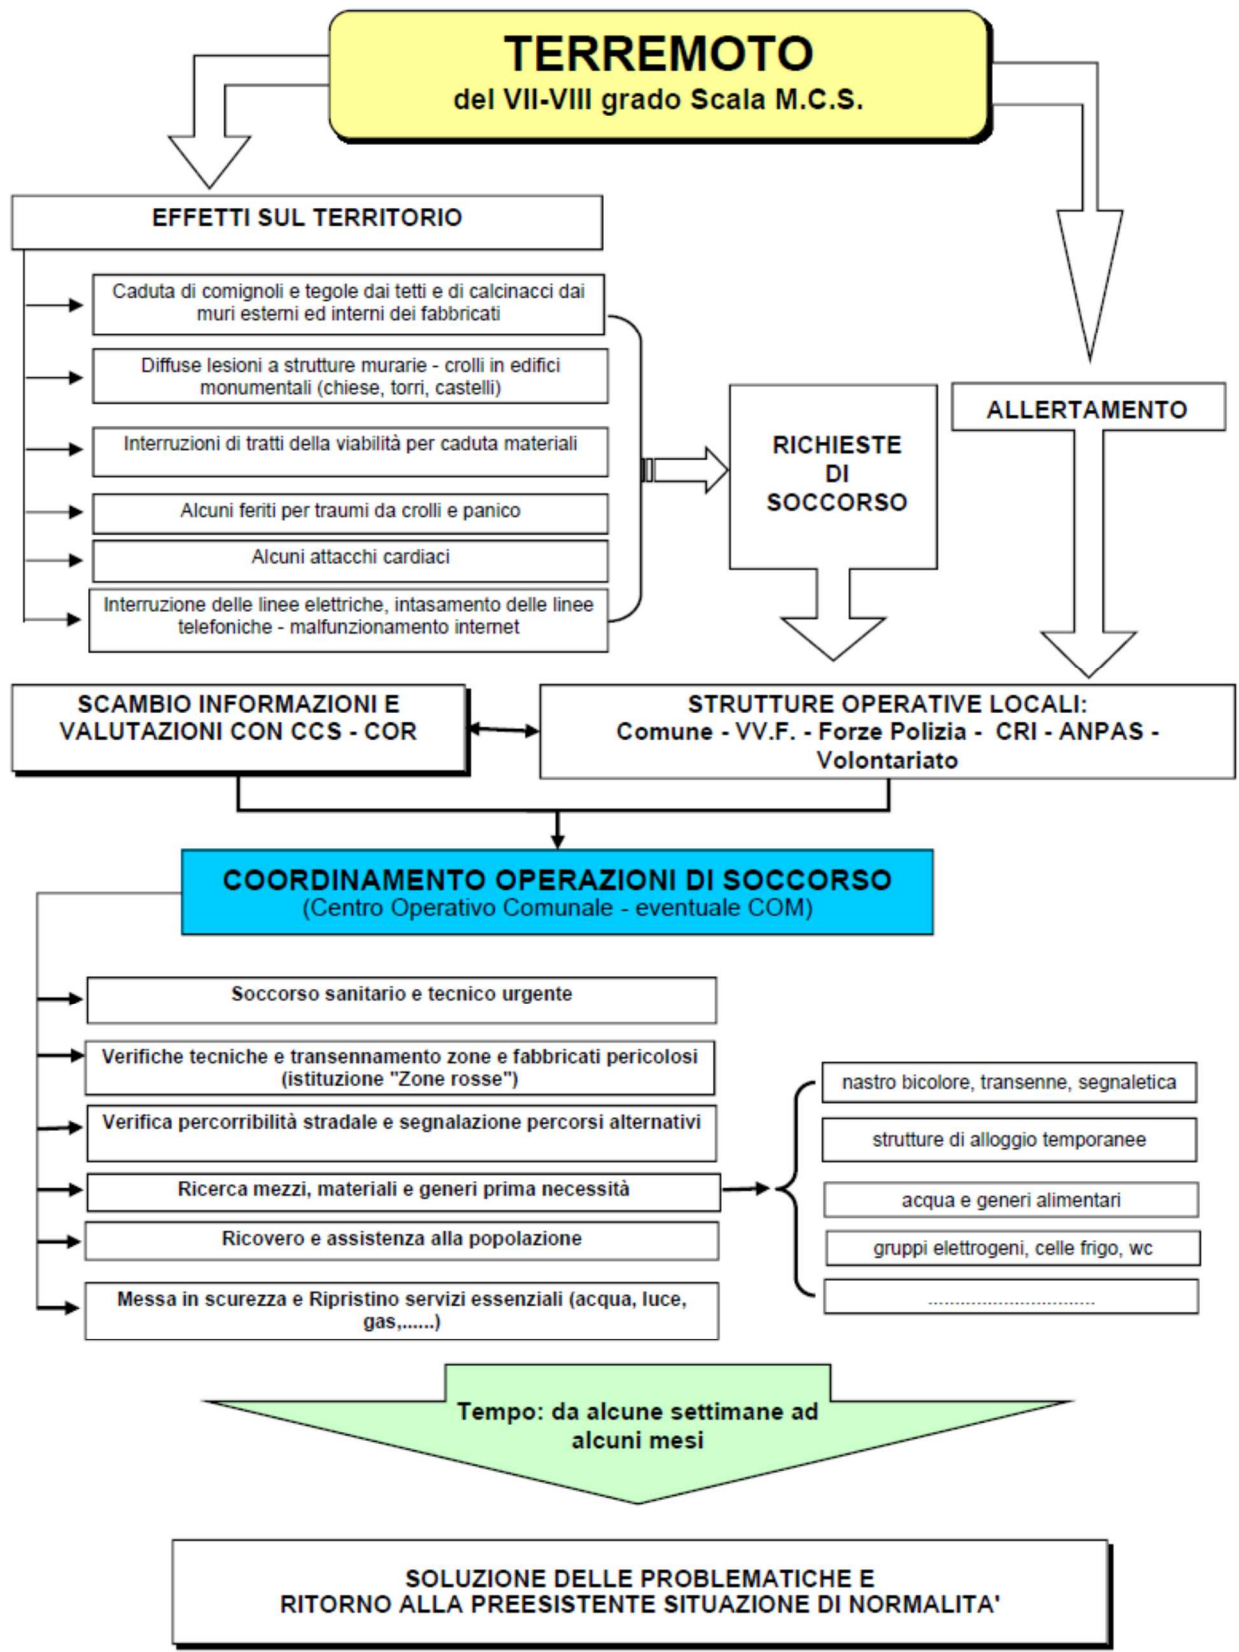 TERREMOTO
del VII-VIII grado Scala M.C.S.
EFFETTI SUL TERRITORIO
Caduta di comignoli e tegole dai tetti e di calcinacci dai
muri esterni ed interni dei fabbricati
Diffuse lesioni a strutture murarie - crolli in edifici
monumentali (chiese, torri, castelli)
Interruzioni di tratti della viabilità per caduta materiali
Alcuni feriti per traumi da crolli e panico
Alcuni attacchi cardiaci
Interruzione delle linee elettriche, intasamento delle linee
telefoniche - malfunzionamento internet
RICHIESTE
DI
SOCCORSO
ALLERTAMENTO
SCAMBIO INFORMAZIONI E
VALUTAZIONI CON CCS - COR
STRUTTURE OPERATIVE LOCALI:
Comune - VV.F. - Forze Polizia - CRI - ANPAS -
Volontariato
COORDINAMENTO OPERAZIONI DI SOCCORSO
(Centro Operativo Comunale - eventuale COM)
Soccorso sanitario e tecnico urgente
Verifiche tecniche e transennamento zone e fabbricati pericolosi
(istituzione "Zone rosse")
Verifica percorribilità stradale e segnalazione percorsi alternativi
Ricerca mezzi, materiali e generi prima necessità
Ricovero e assistenza alla popolazione
Messa in scurezza e Ripristino servizi essenziali (acqua, luce,
gas,......)
nastro bicolore, transenne, segnaletica
strutture di alloggio temporanee
acqua e generi alimentari
gruppi elettrogeni, celle frigo, wc
................................
Tempo: da alcune settimane ad
alcuni mesi
SOLUZIONE DELLE PROBLEMATICHE E
RITORNO ALLA PREESISTENTE SITUAZIONE DI NORMALITA'